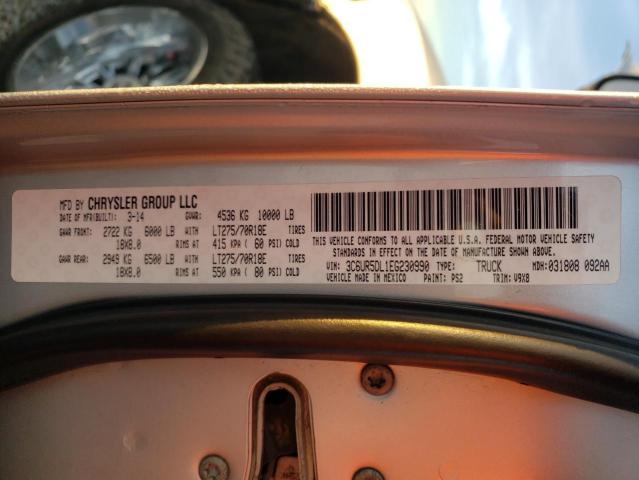 MFD BY CHRYSLER GROUP LLC
DATE OF MFR(BUILT): 3-14 GVWR: 4536 KG 10000 LB
GAWR FRONT: 2722 KG 6000 LB WITH LT275/70R18E TIRES
18X8.0 RIMS AT 415 KPA ( 60 PSI) COLD
GAWR REAR: 2949 KG 6500 LB WITH LT275/70R18E TIRES
18X8.0 RIMS AT 550 KPA ( 80 PSI) COLD
THIS VEHICLE CONFORMS TO ALL APPLICABLE U.S.A. FEDERAL MOTOR VEHICLE SAFETY
STANDARDS IN EFFECT ON THE DATE OF MANUFACTURE SHOWN ABOVE.
VIN: 3C6UR5DL1EG230990 TYPE: TRUCK MDH: 031808 092AA
VEHICLE MADE IN MEXICO PAINT: PS2 TRIM: V9X8